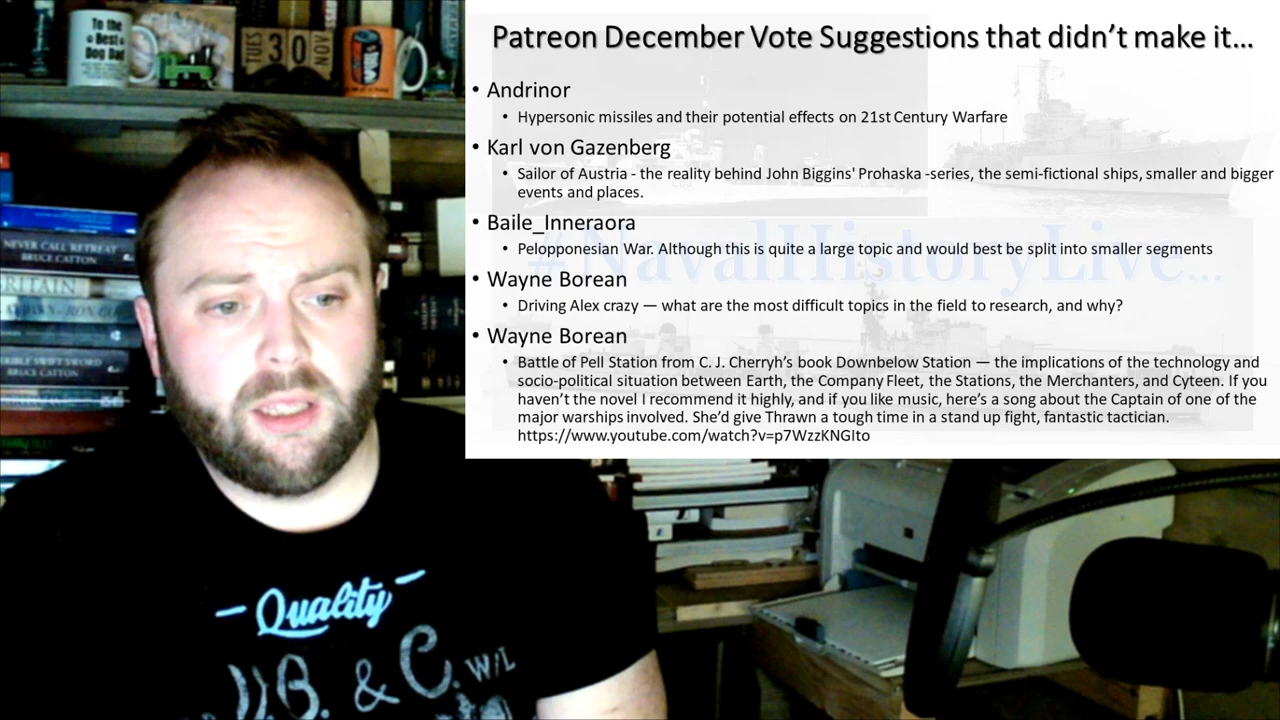 To the
Best
Dog Dad
TUES 30 NOV
Patreon December Vote Suggestions that didn't make it...
• Andrinor
• Hypersonic missiles and their potential effects on 21st Century Warfare
• Karl von Gazenberg
• Sailor of Austria - the reality behind John Biggins' Prohaska -series, the semi-fictional ships, smaller and bigger
events and places.
• Baile_Inneraora
• Peloponnesian War. Although this is quite a large topic and would best be split into smaller segments
#NavalHistoryLive...
• Wayne Borean
• Driving Alex crazy — what are the most difficult topics in the field to research, and why?
• Wayne Borean
• Battle of Pell Station from C. J. Cherryh's book Downbelow Station — the implications of the technology and
socio-political situation between Earth, the Company Fleet, the Stations, the Merchanters, and Cyteen. If you
haven't the novel I recommend it highly, and if you like music, here's a song about the Captain of one of the
major warships involved. She'd give Thrawn a tough time in a stand up fight, fantastic tactician.
https://www.youtube.com/watch?v=p7WzzKNGIto
NEVER CALL RETREAT
BRUCE CATTON
SWIFT SWORD
BRUCE CATTON
- Quality -
& C. W/L